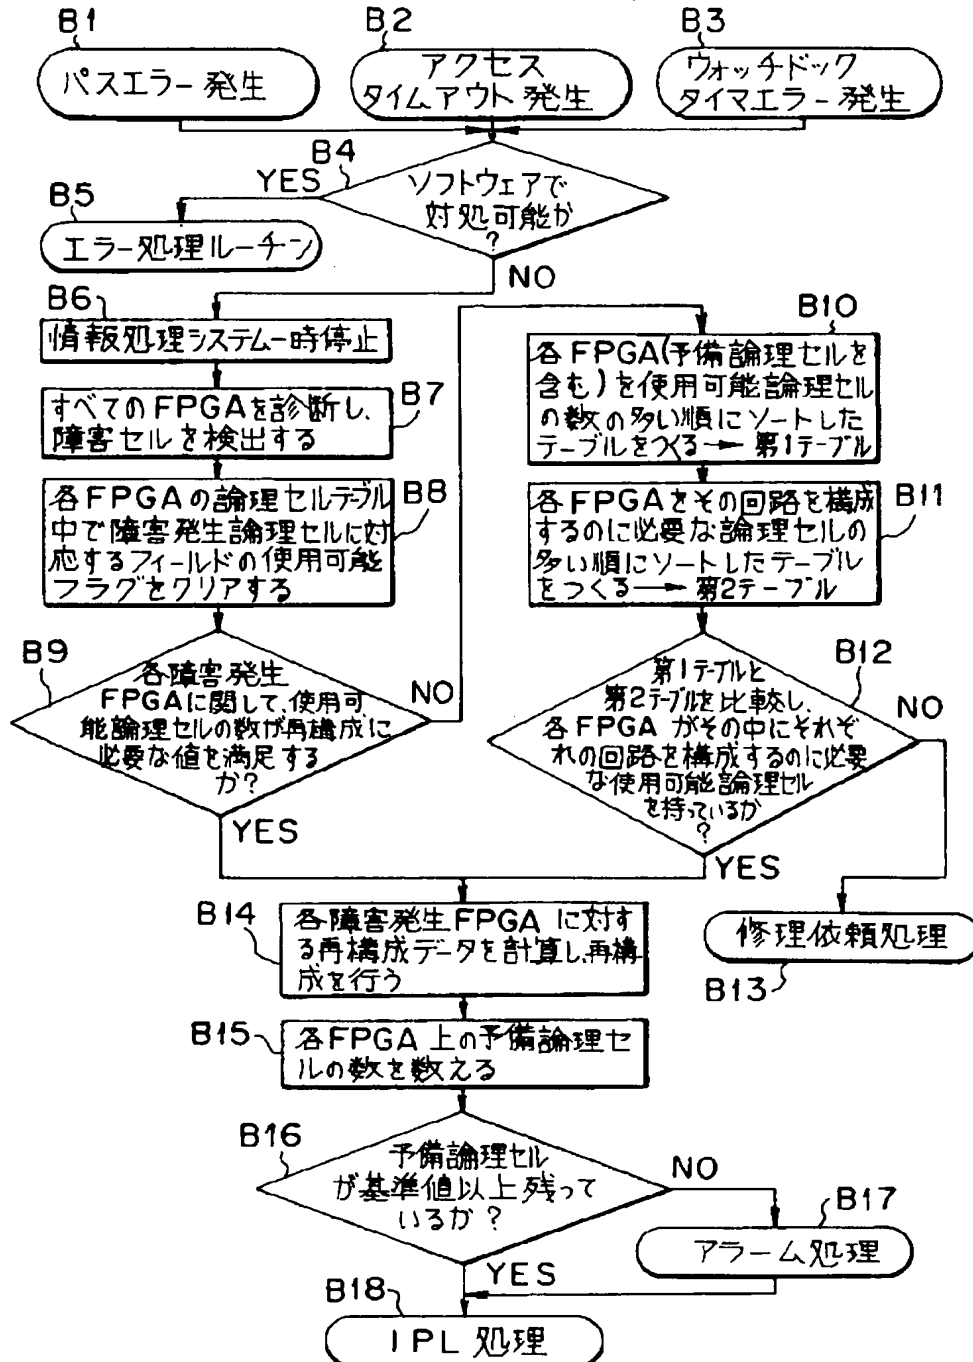 B1
パスエラー発生
B2
アクセス
タイムアウト発生
B3
ウォッチドック
タイマエラー発生
B4
ソフトウェアで
対処可能か
?
YES
B5
エラー処理ルーチン
NO
B6
情報処理システム一時停止
B7
すべてのFPGAを診断し、
障害セルを検出する
B8
各FPGAの論理セルテーブル
中で障害発生論理セルに対
応するフィールドの使用可能
フラグをクリアする
B9
各障害発生
FPGAに関して、使用可
能論理セルの数が再構成に
必要な値を満足する
か?
NO
YES
B10
各FPGA(予備論理セルを
含む)を使用可能論理セル
の数の多い順にソートした
テーブルをつくる→第1テーブル
B11
各FPGAをその回路を構成
するのに必要な論理セルの
多い順にソートしたテーブル
をつくる→第2テーブル
B12
第1テーブルと
第2テーブルを比較し、
各FPGAがその中にそれぞ
れの回路を構成するのに必要
な使用可能論理セル
を持っているか
?
NO
YES
修理依頼処理
B13
B14
各障害発生FPGAに対す
る再構成データを計算し、再構
成を行う
B15
各FPGA上の予備論理セ
ルの数を数える
B16
予備論理セル
が基準値以上残って
いるか?
NO
B17
アラーム処理
YES
B18
IPL処理